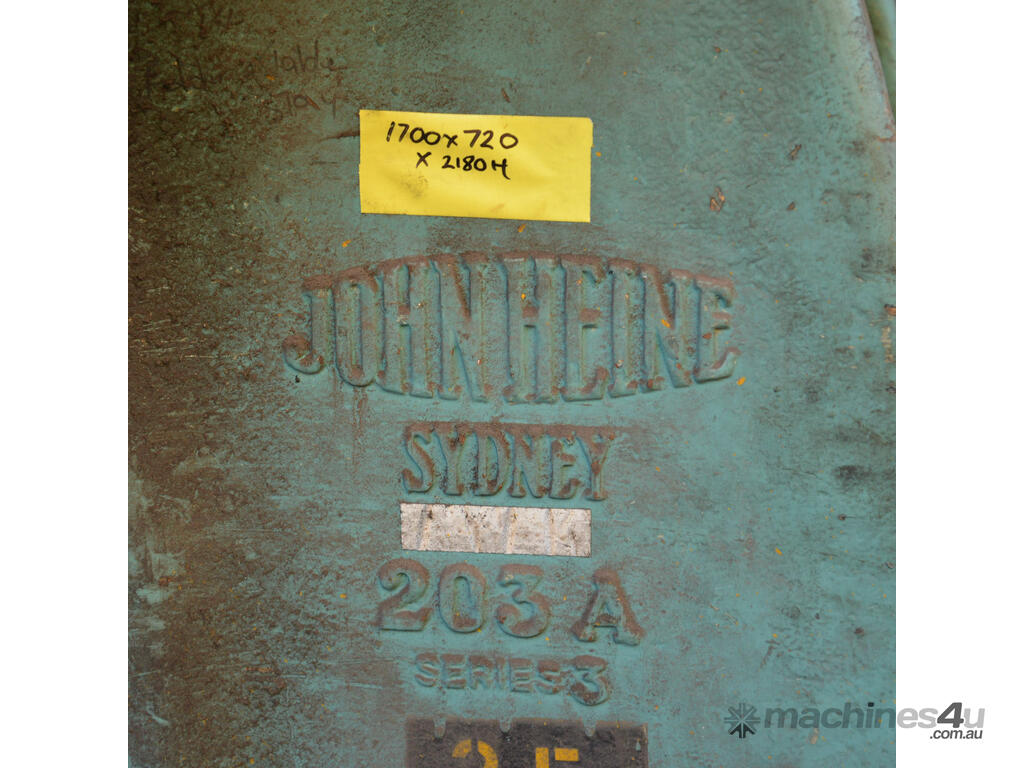 1700x720
x 2180H
JOHN HEINE
SYDNEY
203 A
SERIES 3
machines4u
.com.au